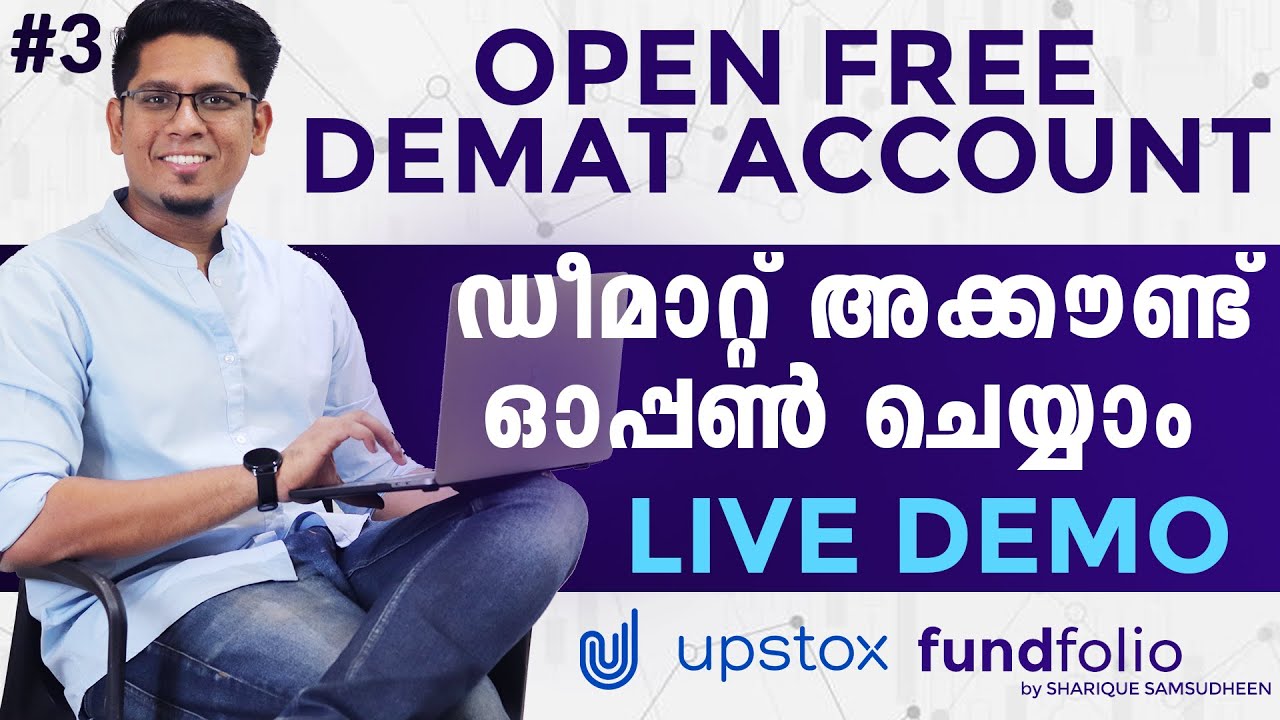 #3
OPEN FREE
DEMAT ACCOUNT
ഡീമാറ്റ് അക്കൗണ്ട്
ഓപ്പൺ ചെയ്യാം
LIVE DEMO
upstox
fundfolio
by SHARIQUE SAMSUDHEEN